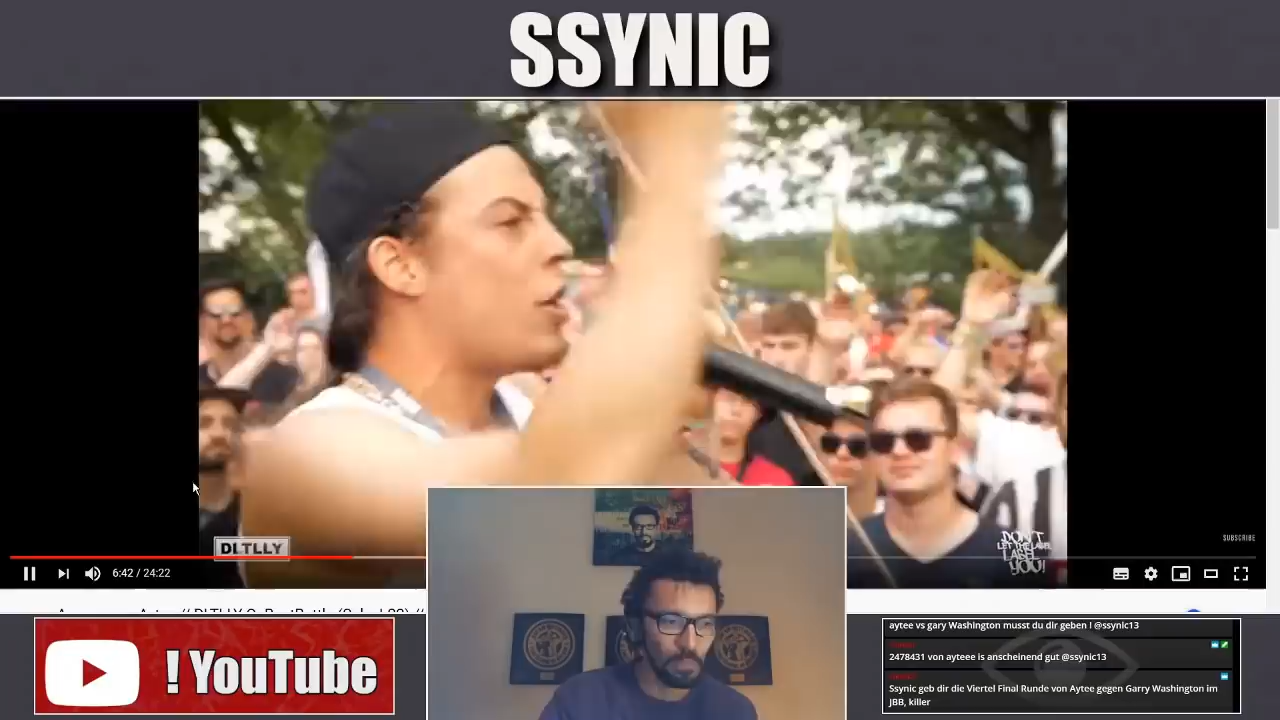 SSYNIC
DLTLLY
DON'T
LET THE LABEL
LABEL
YOU!
SUBSCRIBE
6:42 / 24:22
! YouTube
aytee vs gary Washington musst du dir geben ! @ssynic13
2478431 von ayteee is anscheinend gut @ssynic13
Ssynic geb dir die Viertel Final Runde von Aytee gegen Garry Washington im
JBB, killer